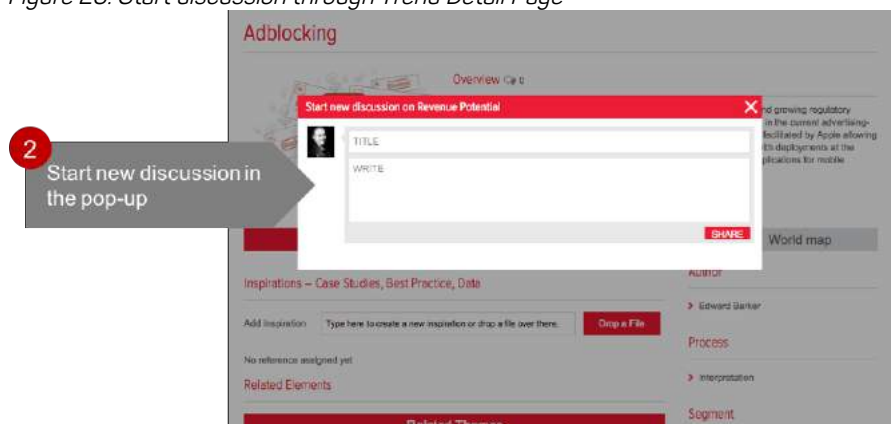 Figure 20: Start discussion through Trend Detail Page
Adblocking
Overview 0
Start new discussion on Revenue Potential
nd growing regulatory
in the current advertising-
facilitated by Apple allowing
ith deployments at the
plications for mobile
2
Start new discussion in
the pop-up
TITLE
WRITE
SHARE
World map
Inspirations – Case Studies, Best Practice, Data
Author
Add Inspiration Type here to create a new inspiration or drop a file over there. Drop a File
Edward Barker
Process
No reference assigned yet
Interpretation
Related Elements
Related Themes
Segment